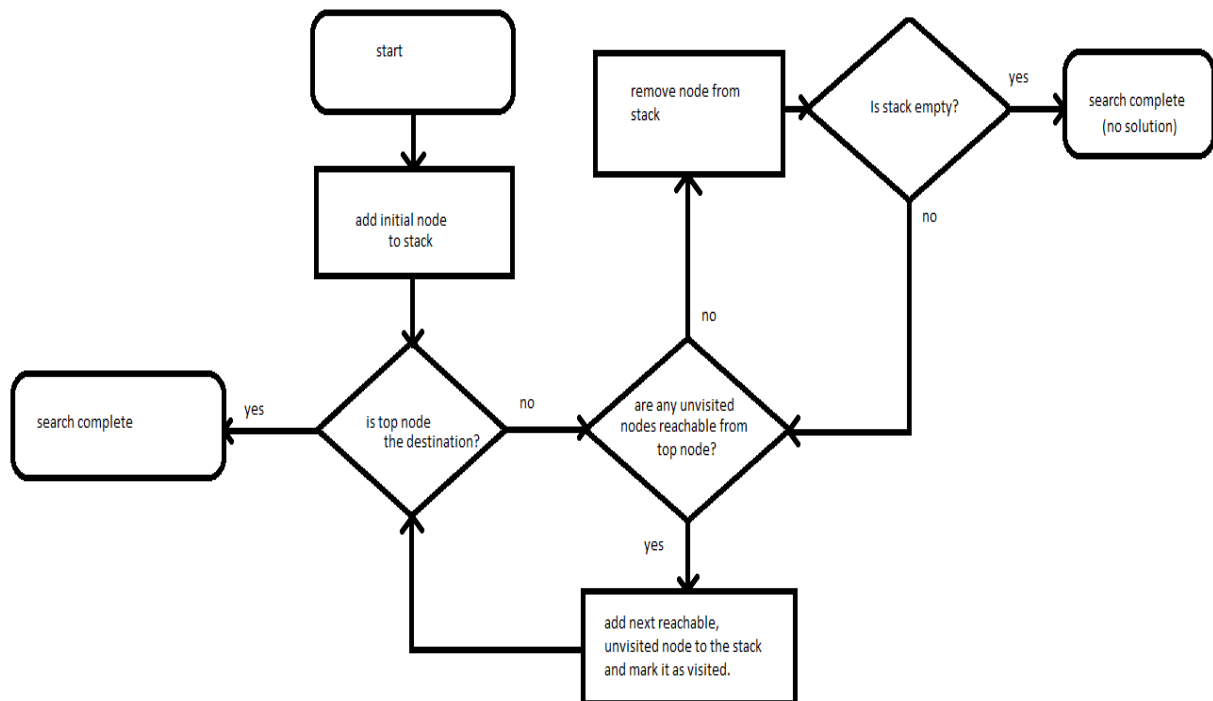 start
add initial node
to stack
is top node
the destination?
yes
search complete
no
are any unvisited
nodes reachable from
top node?
no
remove node from
stack
Is stack empty?
yes
search complete
(no solution)
no
yes
add next reachable,
unvisited node to the stack
and mark it as visited.